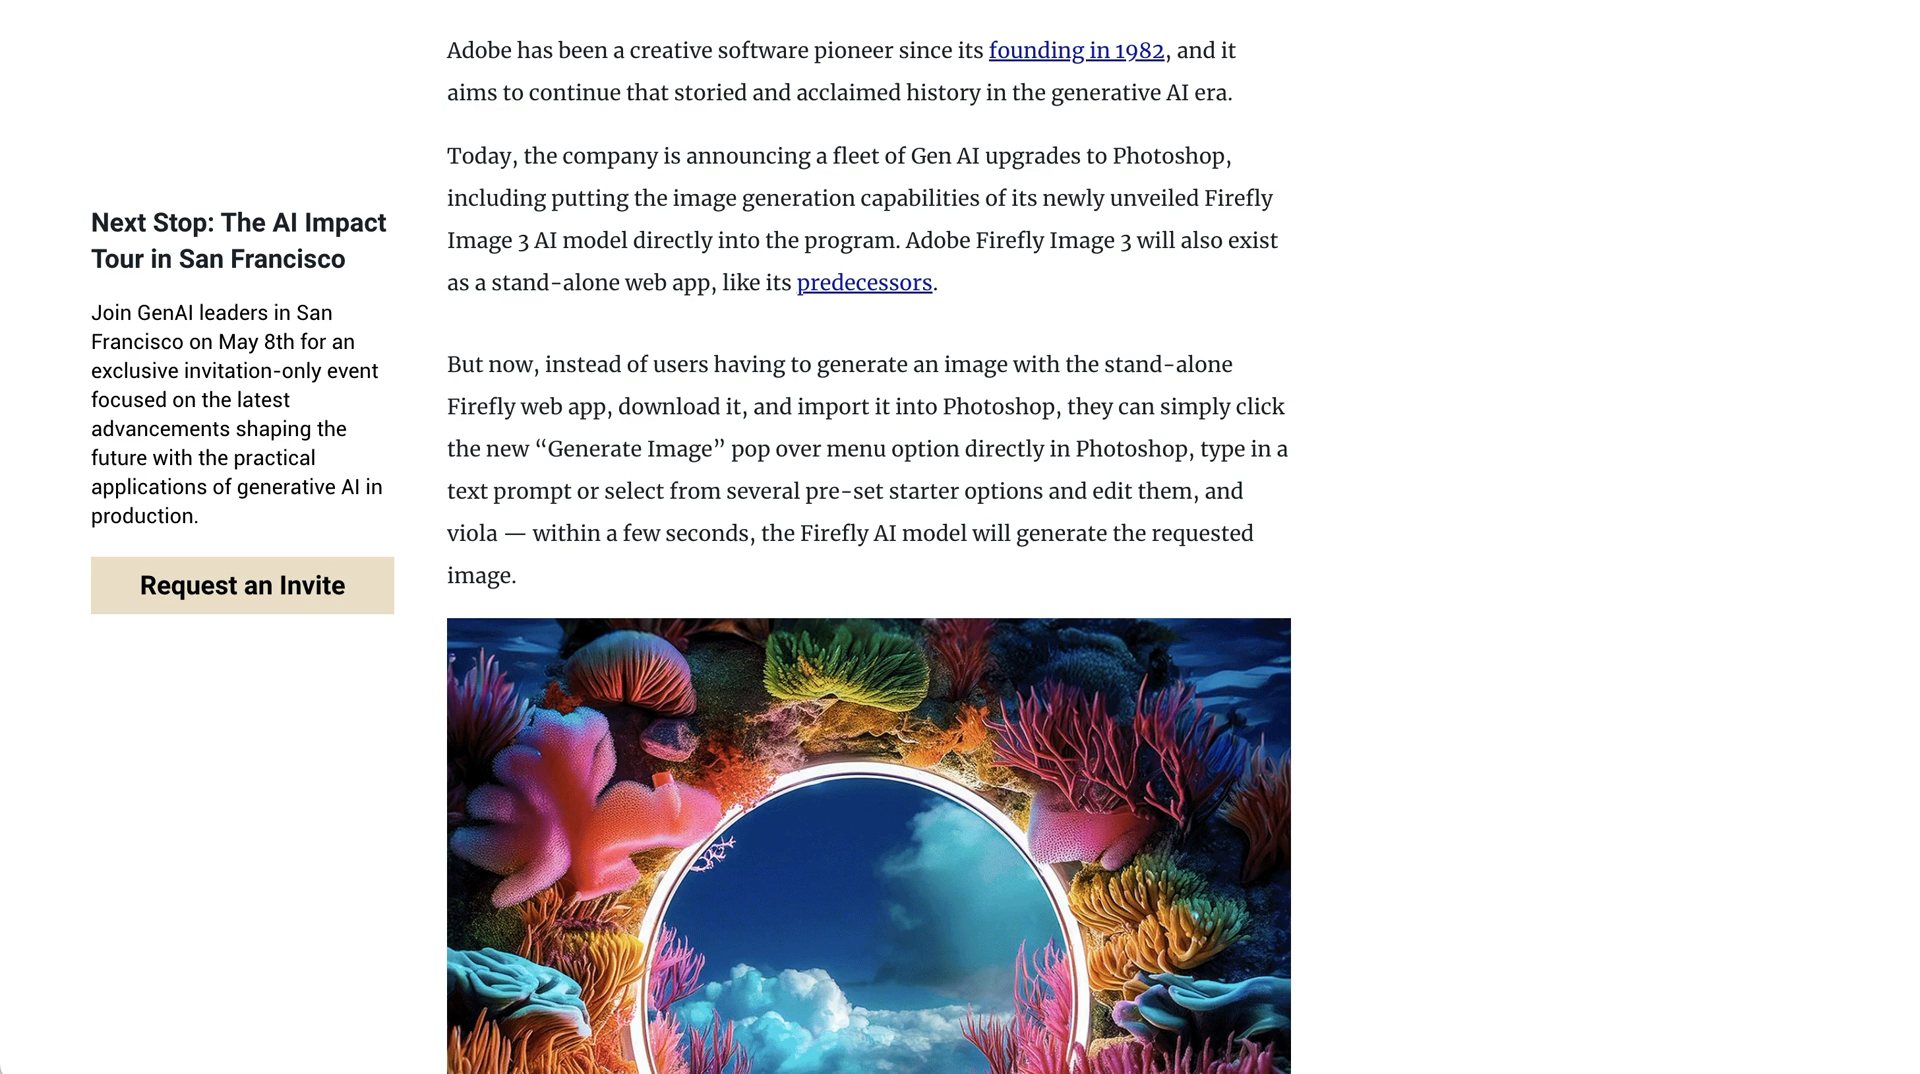 Adobe has been a creative software pioneer since its founding in 1982, and it
aims to continue that storied and acclaimed history in the generative AI era.
Today, the company is announcing a fleet of Gen AI upgrades to Photoshop,
including putting the image generation capabilities of its newly unveiled Firefly
Image 3 AI model directly into the program. Adobe Firefly Image 3 will also exist
as a stand-alone web app, like its predecessors.
But now, instead of users having to generate an image with the stand-alone
Firefly web app, download it, and import it into Photoshop, they can simply click
the new “Generate Image” pop over menu option directly in Photoshop, type in a
text prompt or select from several pre-set starter options and edit them, and
viola — within a few seconds, the Firefly AI model will generate the requested
image.
Next Stop: The AI Impact
Tour in San Francisco
Join GenAI leaders in San
Francisco on May 8th for an
exclusive invitation-only event
focused on the latest
advancements shaping the
future with the practical
applications of generative AI in
production.
Request an Invite